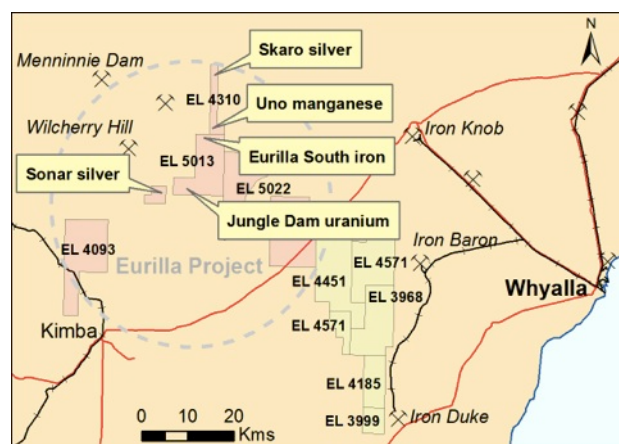 Skaro silver
N
Menninnie Dam
EL 4310
Uno manganese
Wilcherry Hill
Iron Knob
EL 5013
Eurilla South iron
Sonar silver
EL 5022
Jungle Dam uranium
EL 4093
Eurilla Project
EL 4451
EL 4571
Iron Baron
EL 3968
Whyalla
Kimba
EL 4571
EL 4185
0 10 20
Kms
EL 3999
Iron Duke